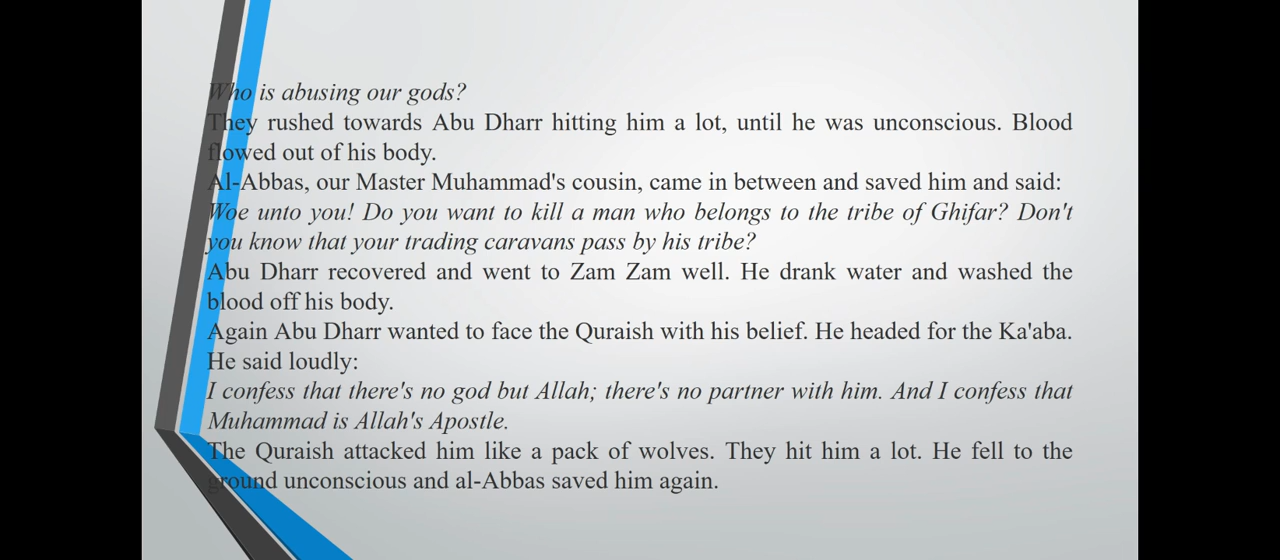 Who is abusing our gods?
They rushed towards Abu Dharr hitting him a lot, until he was unconscious. Blood
flowed out of his body.
Al-Abbas, our Master Muhammad's cousin, came in between and saved him and said:
Woe unto you! Do you want to kill a man who belongs to the tribe of Ghifar? Don't
you know that your trading caravans pass by his tribe?
Abu Dharr recovered and went to Zam Zam well. He drank water and washed the
blood off his body.
Again Abu Dharr wanted to face the Quraish with his belief. He headed for the Ka'aba.
He said loudly:
I confess that there's no god but Allah; there's no partner with him. And I confess that
Muhammad is Allah's Apostle.
The Quraish attacked him like a pack of wolves. They hit him a lot. He fell to the
ground unconscious and al-Abbas saved him again.